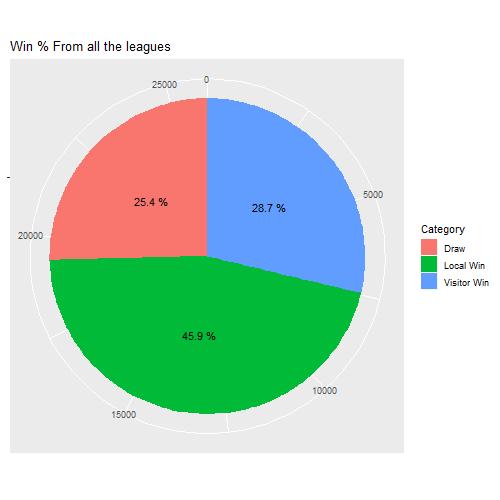 Win % From all the leagues
0
25000
5000
25.4 %
28.7 %
20000
Category
Draw
Local Win
Visitor Win
45.9 %
10000
15000